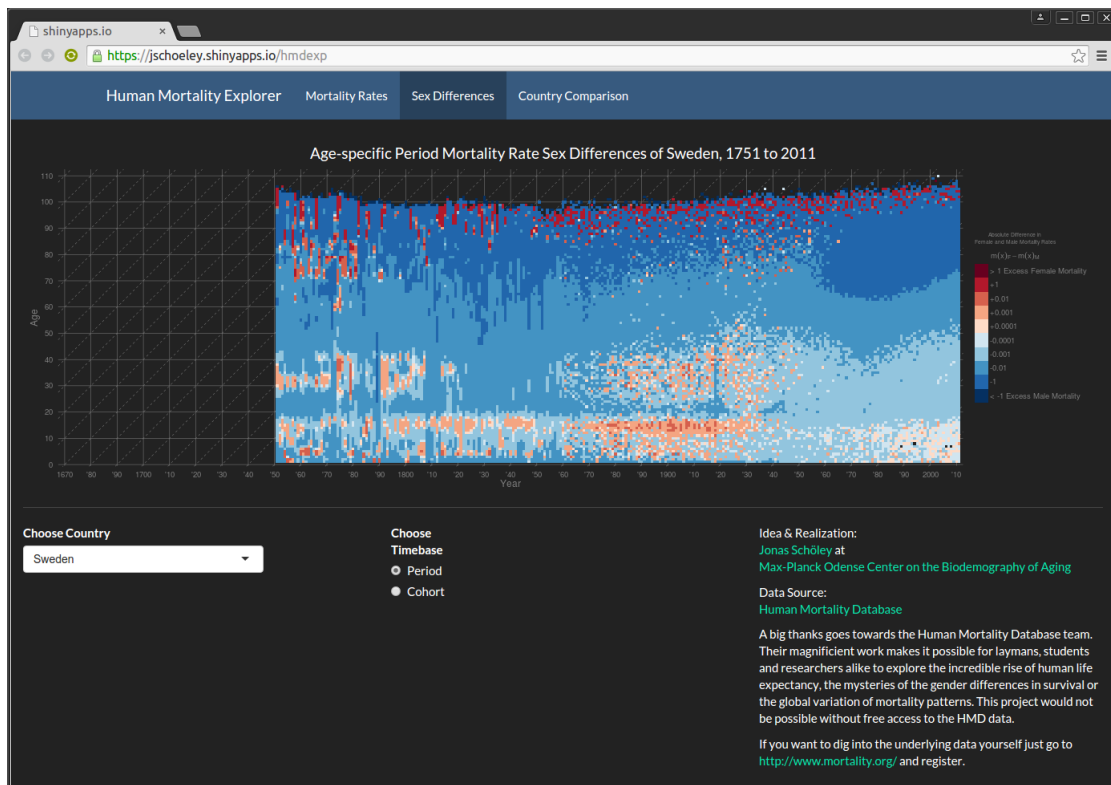 shinyapps.io
https://jschoeley.shinyapps.io/hmdexp
Human Mortality Explorer Mortality Rates Sex Differences Country Comparison
Age-specific Period Mortality Rate Sex Differences of Sweden, 1751 to 2011
110
100
90
80
70
60
50
40
30
20
10
0
Age
1670 '80 '90 1700 '10 '20 '30 '40 '50 '60 '70 '80 '90 1800 '10 '20 '30 '40 '50 '60 '70 '80 '90 1900 '10 '20 '30 '40 '50 '60 '70 '80 '90 2000 '10
Year
Absolute Difference in
Female and Male Mortality Rates
m(x)F − m(x)M
> 1 Excess Female Mortality
+1
+0.01
+0.001
+0.0001
-0.0001
-0.001
-0.01
-1
< -1 Excess Male Mortality
Choose Country
Sweden
Choose
Timebase
Period
Cohort
Idea & Realization:
Jonas Schöley at
Max-Planck Odense Center on the Biodemography of Aging
Data Source:
Human Mortality Database
A big thanks goes towards the Human Mortality Database team.
Their magnificient work makes it possible for laymans, students
and researchers alike to explore the incredible rise of human life
expectancy, the mysteries of the gender differences in survival or
the global variation of mortality patterns. This project would not
be possible without free access to the HMD data.
If you want to dig into the underlying data yourself just go to
http://www.mortality.org/ and register.